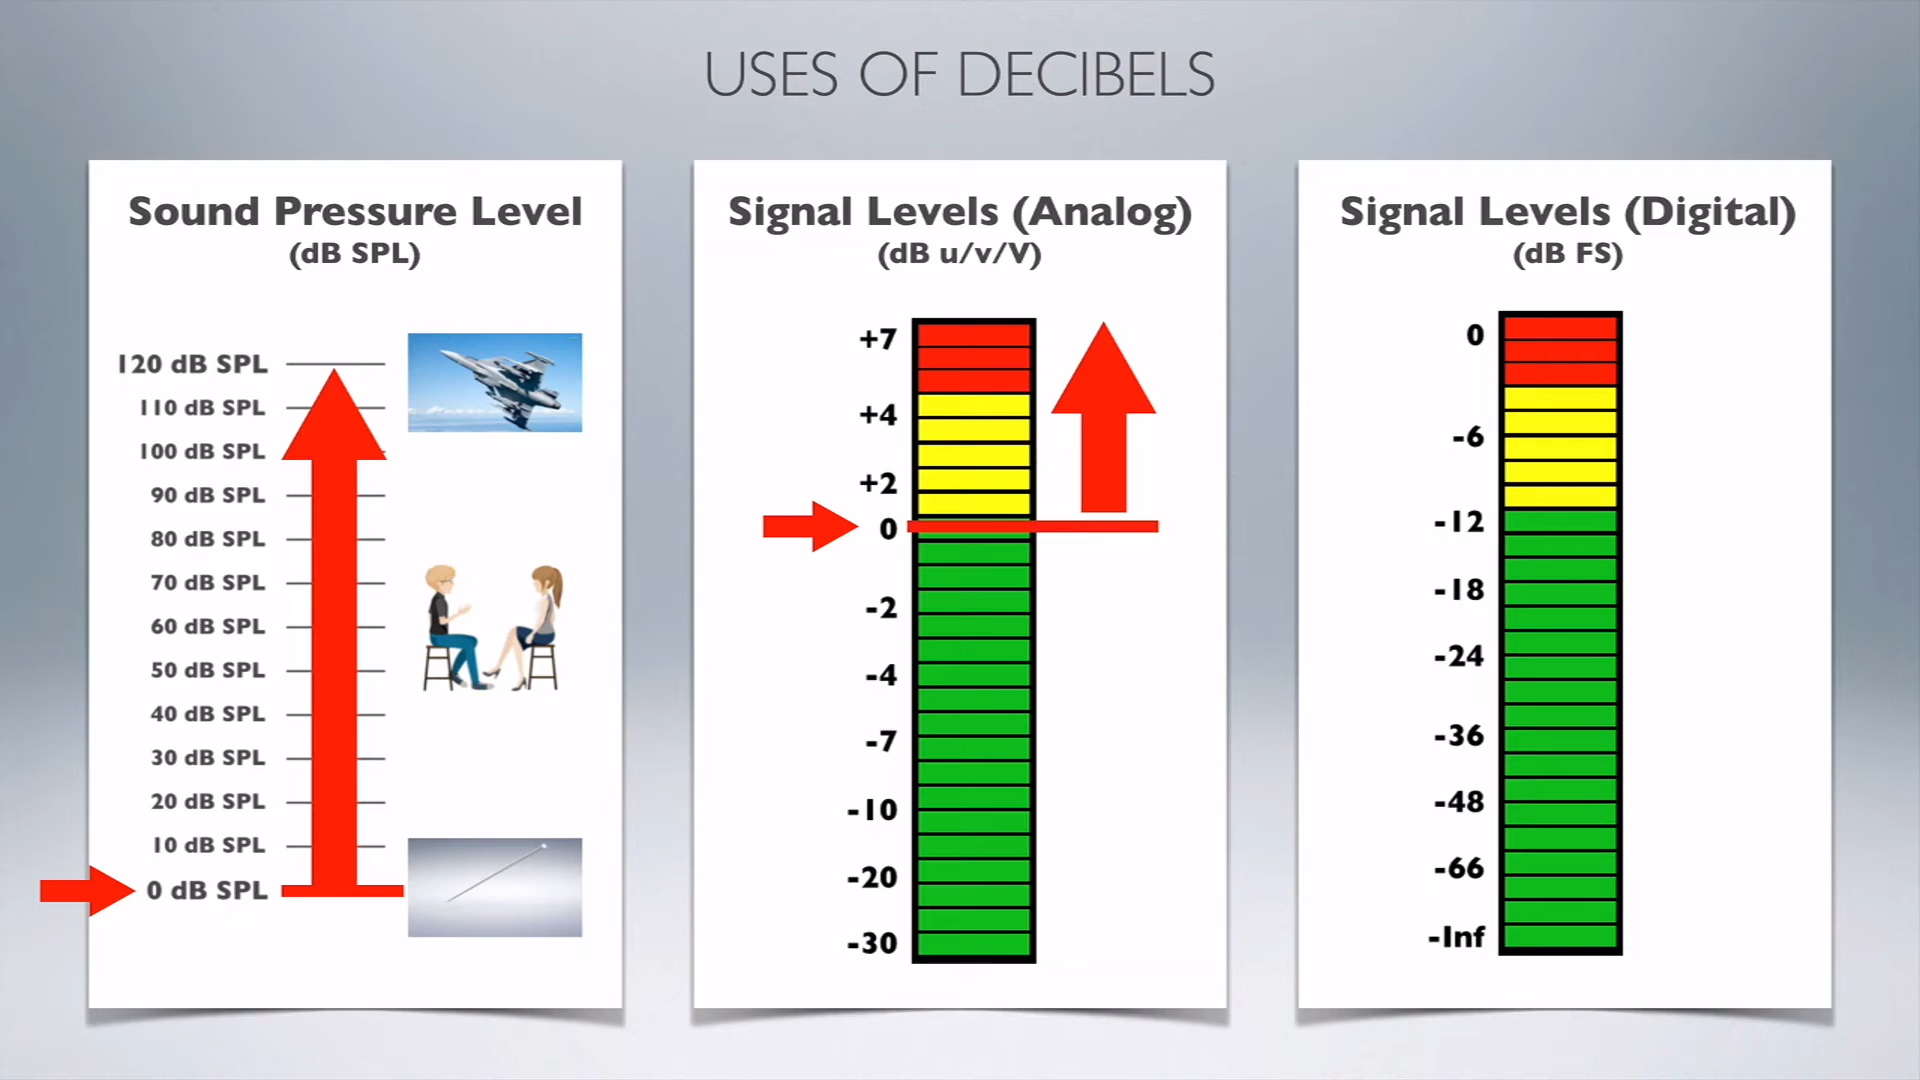 USES OF DECIBELS
Sound Pressure Level
(dB SPL)
120 dB SPL
110 dB SPL
100 dB SPL
90 dB SPL
80 dB SPL
70 dB SPL
60 dB SPL
50 dB SPL
40 dB SPL
30 dB SPL
20 dB SPL
10 dB SPL
0 dB SPL
Signal Levels (Analog)
(dB u/v/V)
+7
+4
+2
0
-2
-4
-7
-10
-20
-30
Signal Levels (Digital)
(dB FS)
0
-6
-12
-18
-24
-36
-48
-66
-Inf